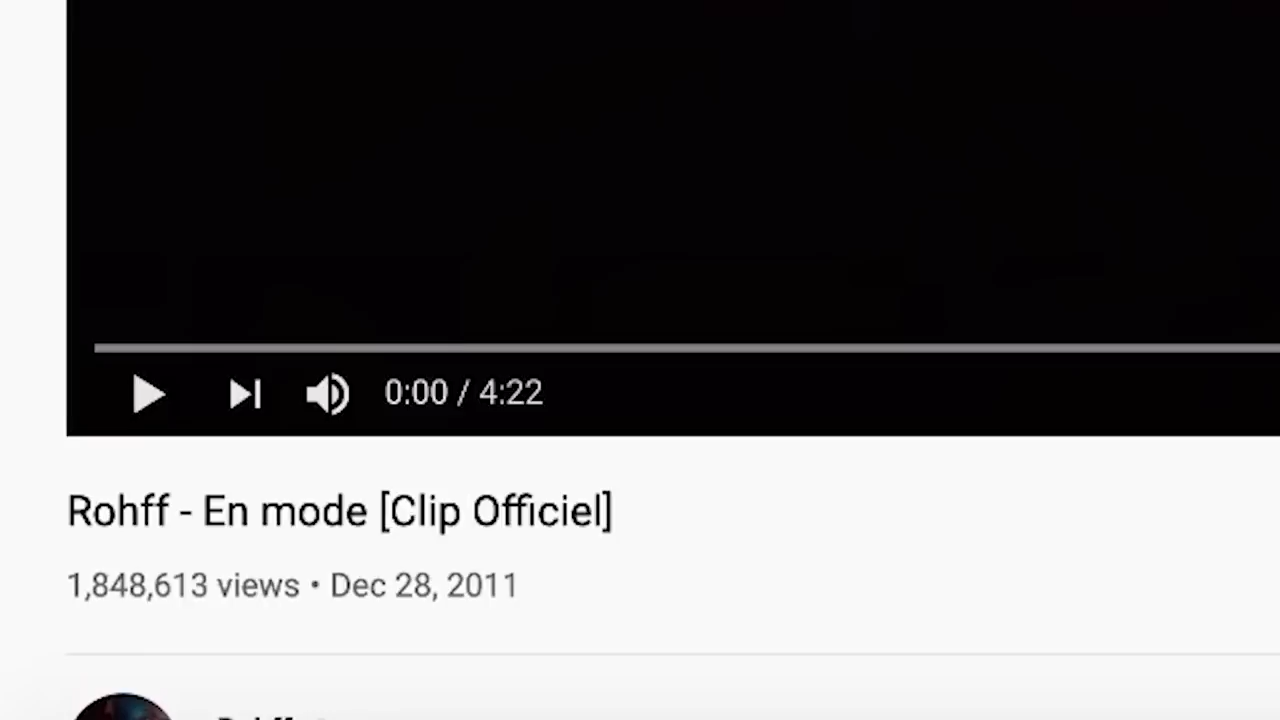 0:00 / 4:22
Rohff - En mode [Clip Officiel]
1,848,613 views • Dec 28, 2011